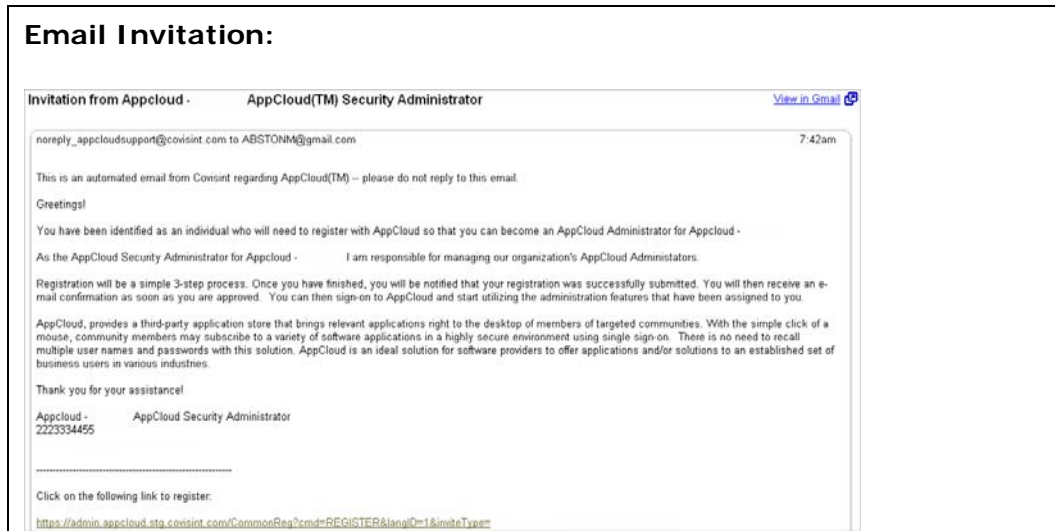 Email Invitation:
Invitation from Appcloud - AppCloud(TM) Security Administrator View in Gmail
noreply_appcloudsupport@covisint.com to ABSTONM@gmail.com 7:42am
This is an automated email from Covisint regarding AppCloud(TM) -- please do not reply to this email.
Greetings!
You have been identified as an individual who will need to register with AppCloud so that you can become an AppCloud Administrator for Appcloud -
As the AppCloud Security Administrator for Appcloud - I am responsible for managing our organization's AppCloud Administators.
Registration will be a simple 3-step process. Once you have finished, you will be notified that your registration was successfully submitted. You will then receive an e-
mail confirmation as soon as you are approved. You can then sign-on to AppCloud and start utilizing the administration features that have been assigned to you.
AppCloud, provides a third-party application store that brings relevant applications right to the desktop of members of targeted communities. With the simple click of a
mouse, community members may subscribe to a variety of software applications in a highly secure environment using single sign-on. There is no need to recall
multiple user names and passwords with this solution. AppCloud is an ideal solution for software providers to offer applications and/or solutions to an established set of
business users in various industries.
Thank you for your assistance!
Appcloud - AppCloud Security Administrator
2223334455
------------------------------------------------------------
Click on the following link to register:
https://admin.appcloud.stg.covisint.com/CommonReg?cmd=REGISTER&langID=1&inviteType=